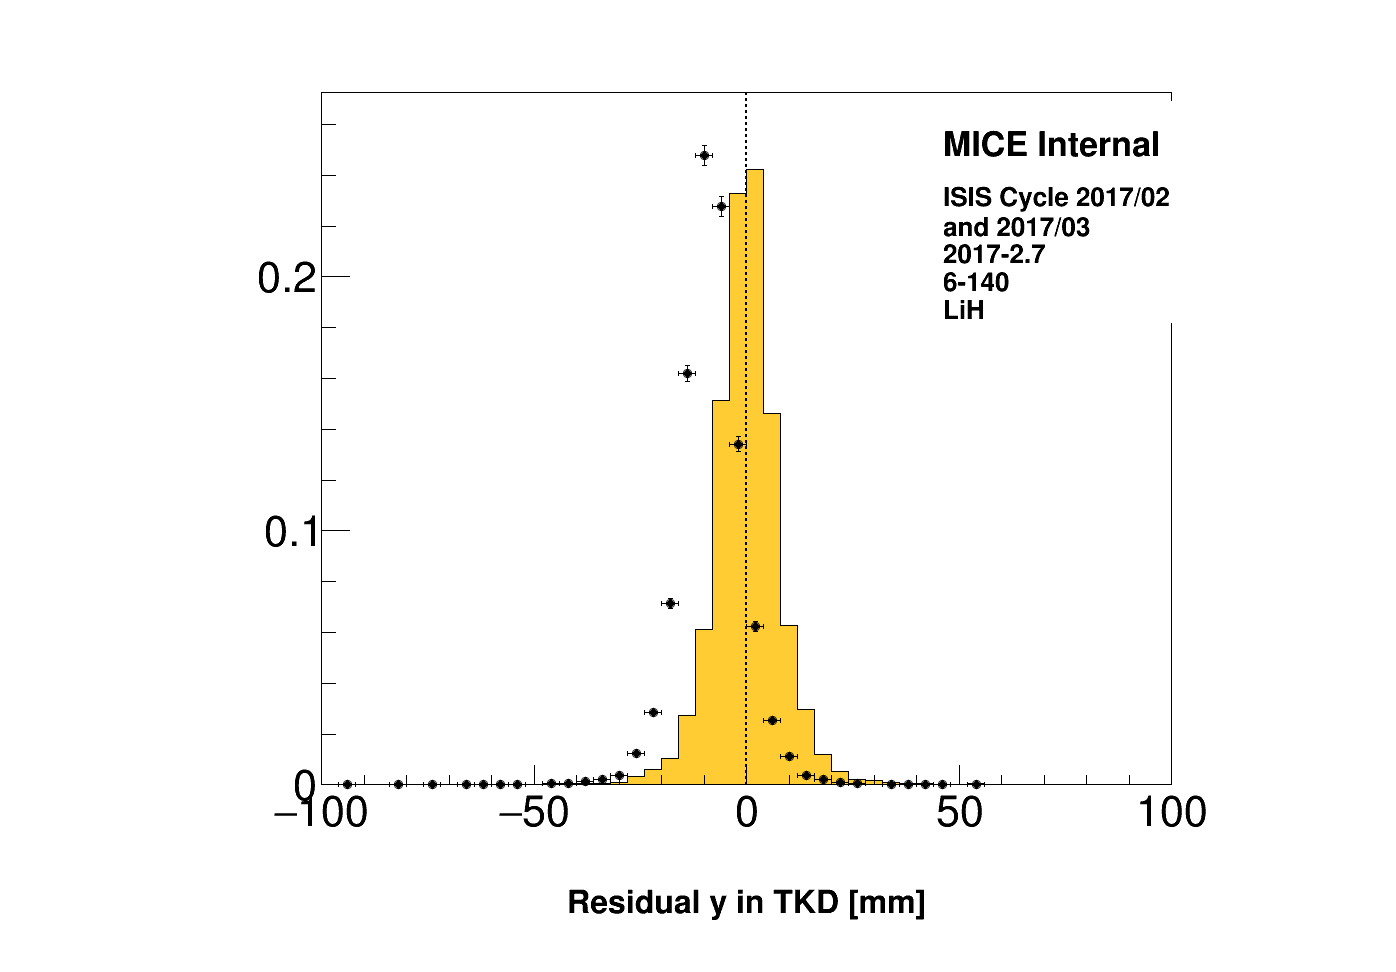 MICE Internal
ISIS Cycle 2017/02
and 2017/03
2017-2.7
6-140
LiH
0.2
0.1
0
−100 −50 0 50 100
Residual y in TKD [mm]